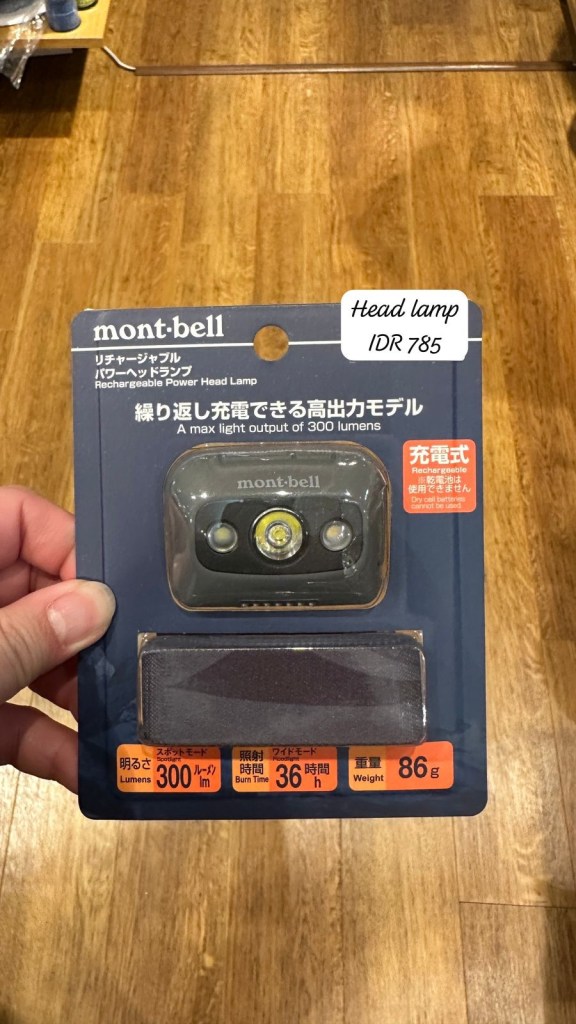 Head lamp
IDR 785
mont·bell
リチャージャブル
パワーヘッドランプ
Rechargeable Power Head Lamp
繰り返し充電できる高出力モデル
A max light output of 300 lumens
充電式
Rechargeable
※乾電池は
使用できません
Dry cell batteries
cannot be used.
mont·bell
明るさ
Lumens
スポットモード
Spotlight
300 ルーメン
lm
照射
時間
Burn Time
ワイドモード
Floodlight
36 時間
h
重量
Weight
86g